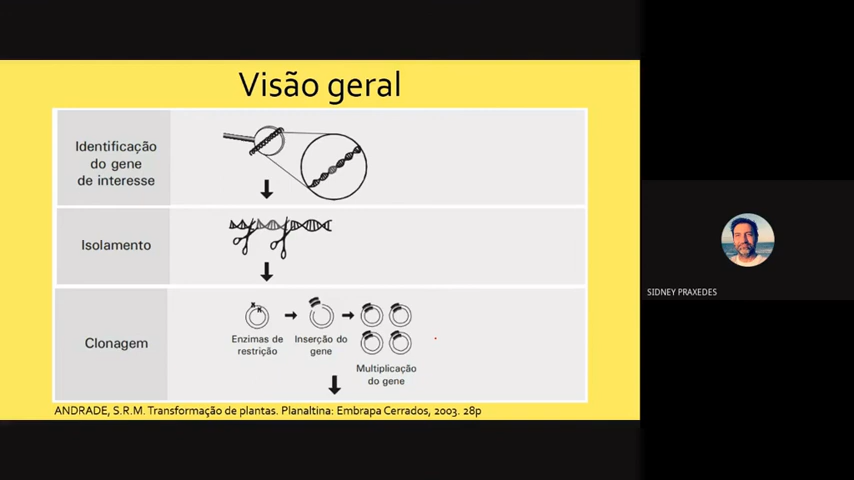 Visão geral
Identificação
do gene
de interesse
Isolamento
Clonagem
Enzimas de
restrição
Inserção do
gene
Multiplicação
do gene
ANDRADE, S.R.M. Transformação de plantas. Planaltina: Embrapa Cerrados, 2003. 28p
SIDNEY PRAXEDES